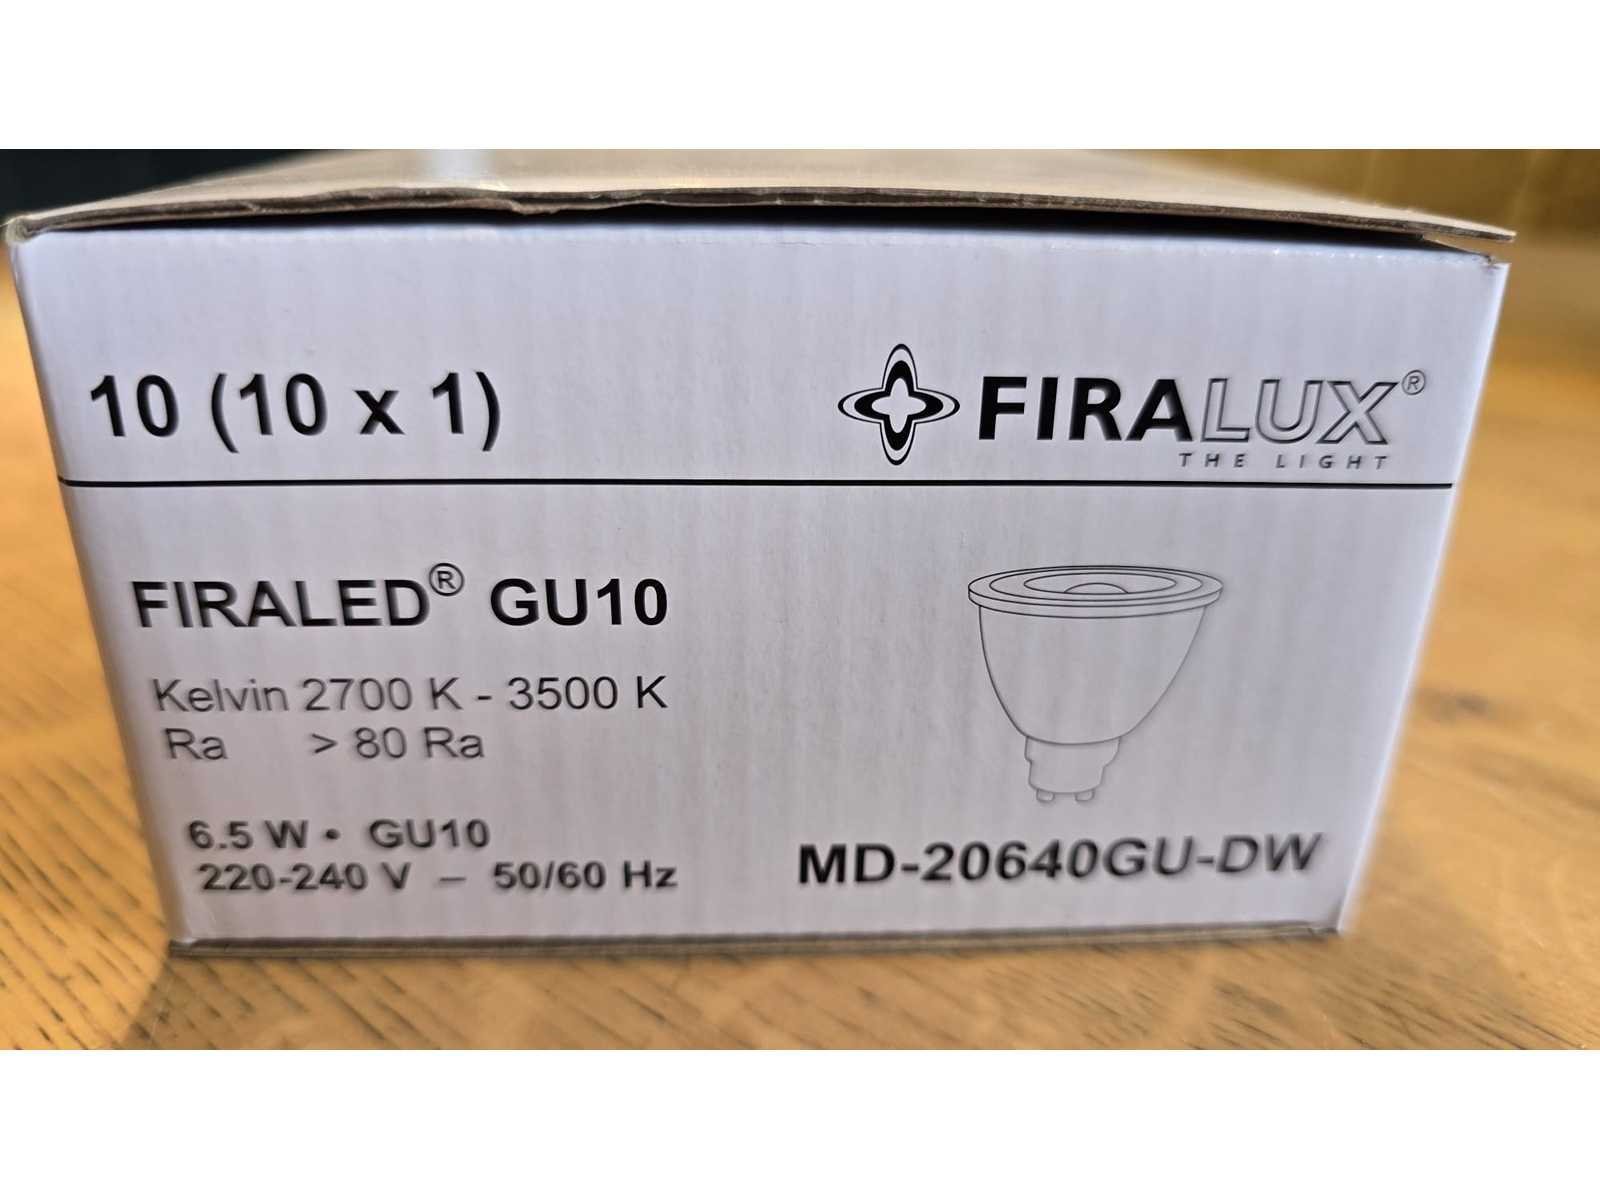 10 (10 x 1)
FIRALUX®
THE LIGHT
FIRALED® GU10
Kelvin 2700 K - 3500 K
Ra > 80 Ra
6.5 W • GU10
220-240 V – 50/60 Hz
MD-20640GU-DW